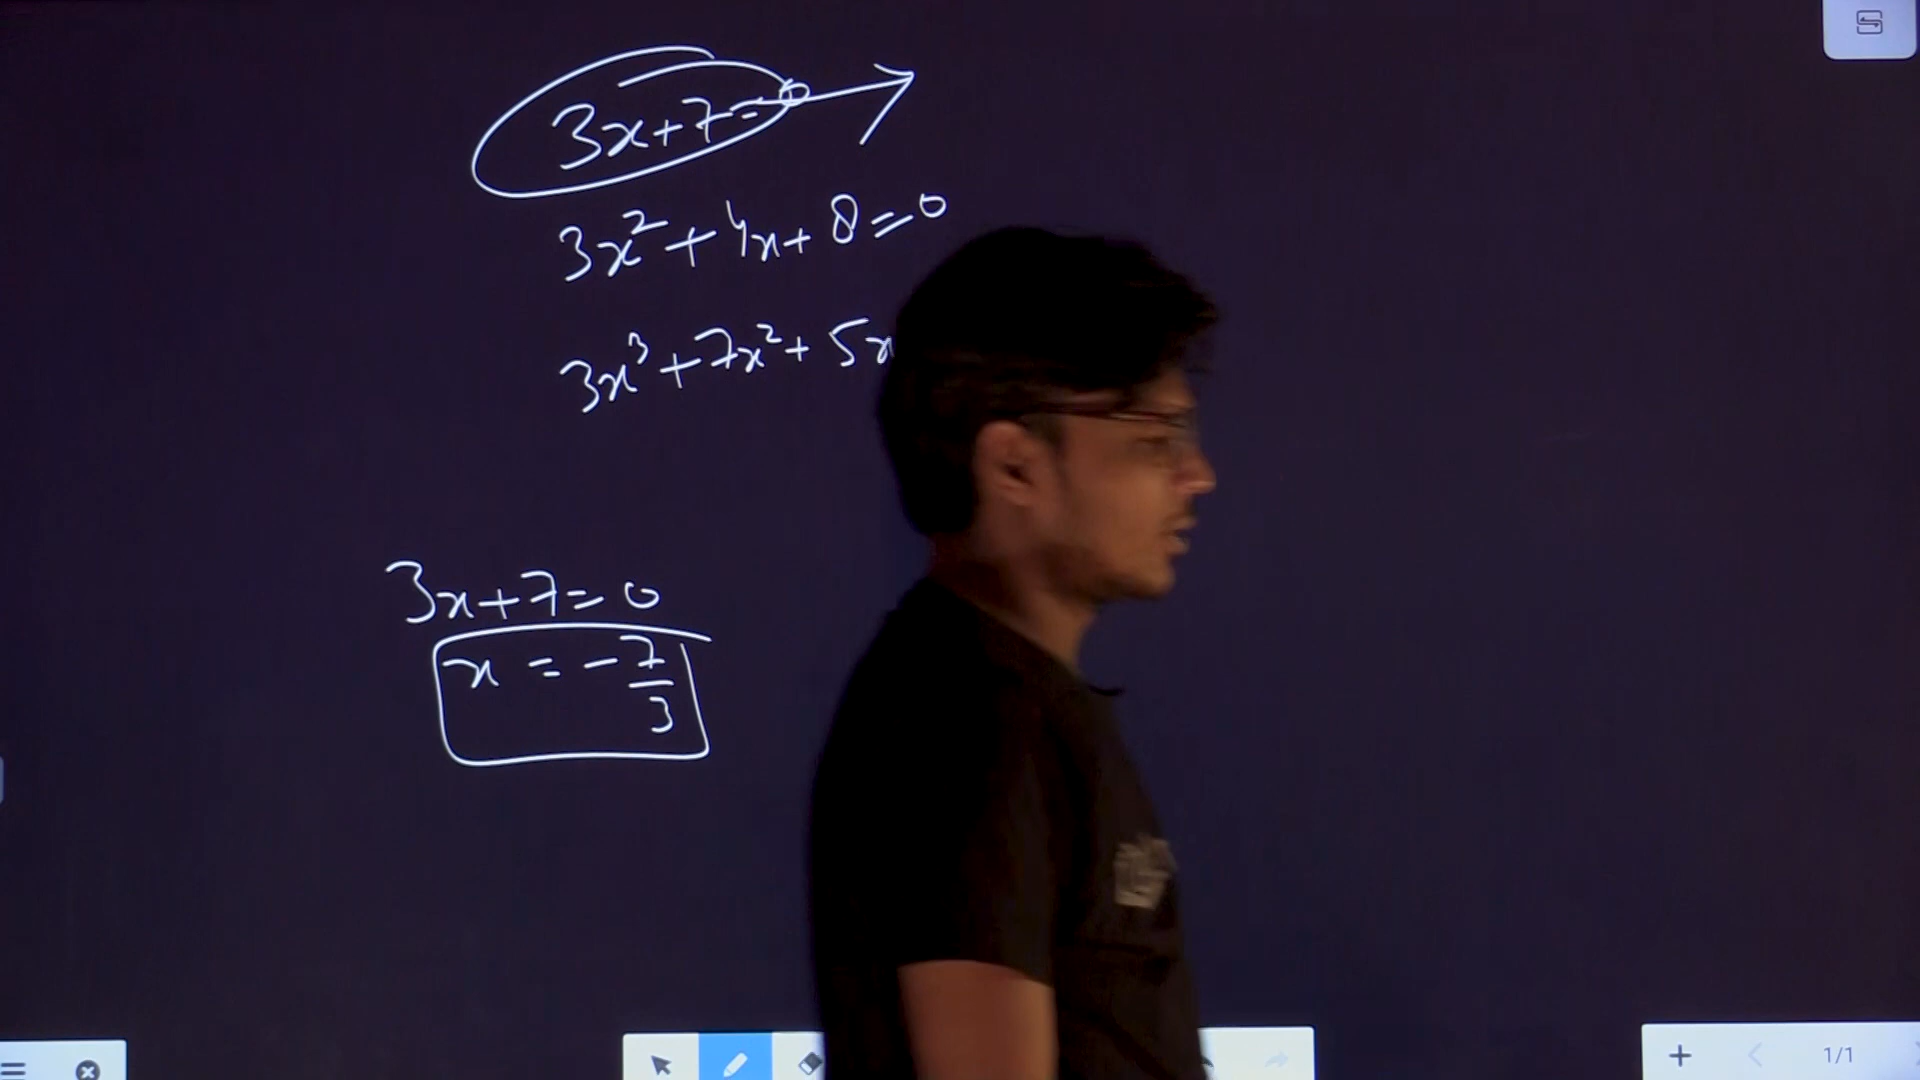 3x+7=0
3x²+4x+8=0
3x³+7x²+5x
3x+7=0
x = -7/3
1/1